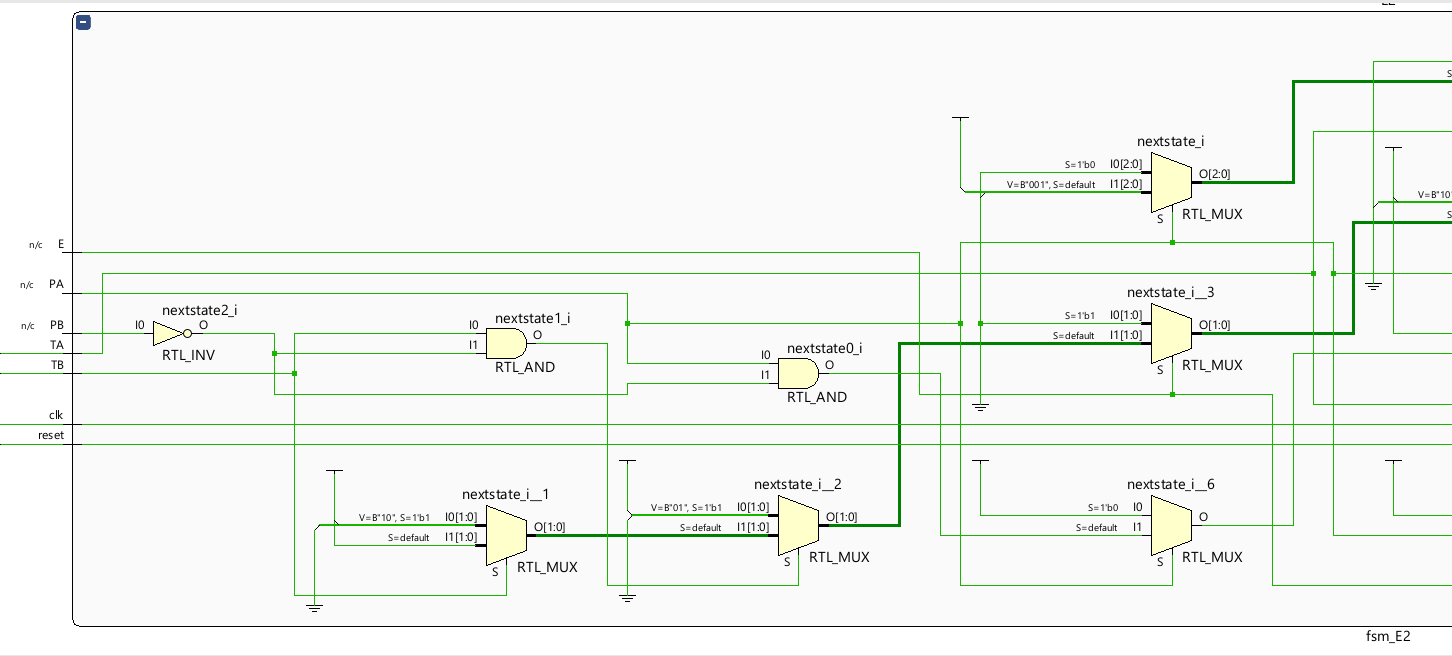 nextstate_i
S=1'b0 I0[2:0]
O[2:0]
V=B"001", S=default I1[2:0]
S RTL_MUX
V=B"10
n/c E
n/c PA
nextstate_i__3
nextstate2_i
nextstate1_i
S=1'b1 I0[1:0]
O[1:0]
n/c PB I0 O
I0 O
S=default I1[1:0]
TA I1
RTL_INV
nextstate0_i
I0 O
TB
RTL_AND
S RTL_MUX
I1
RTL_AND
clk
reset
nextstate_i__1
nextstate_i__2
nextstate_i__6
V=B"10", S=1'b1 I0[1:0]
O[1:0]
S=default I1[1:0]
S RTL_MUX
V=B"01", S=1'b1 I0[1:0]
O[1:0]
S=default I1[1:0]
S RTL_MUX
S=1'b0 I0
O
S=default I1
S RTL_MUX
fsm_E2